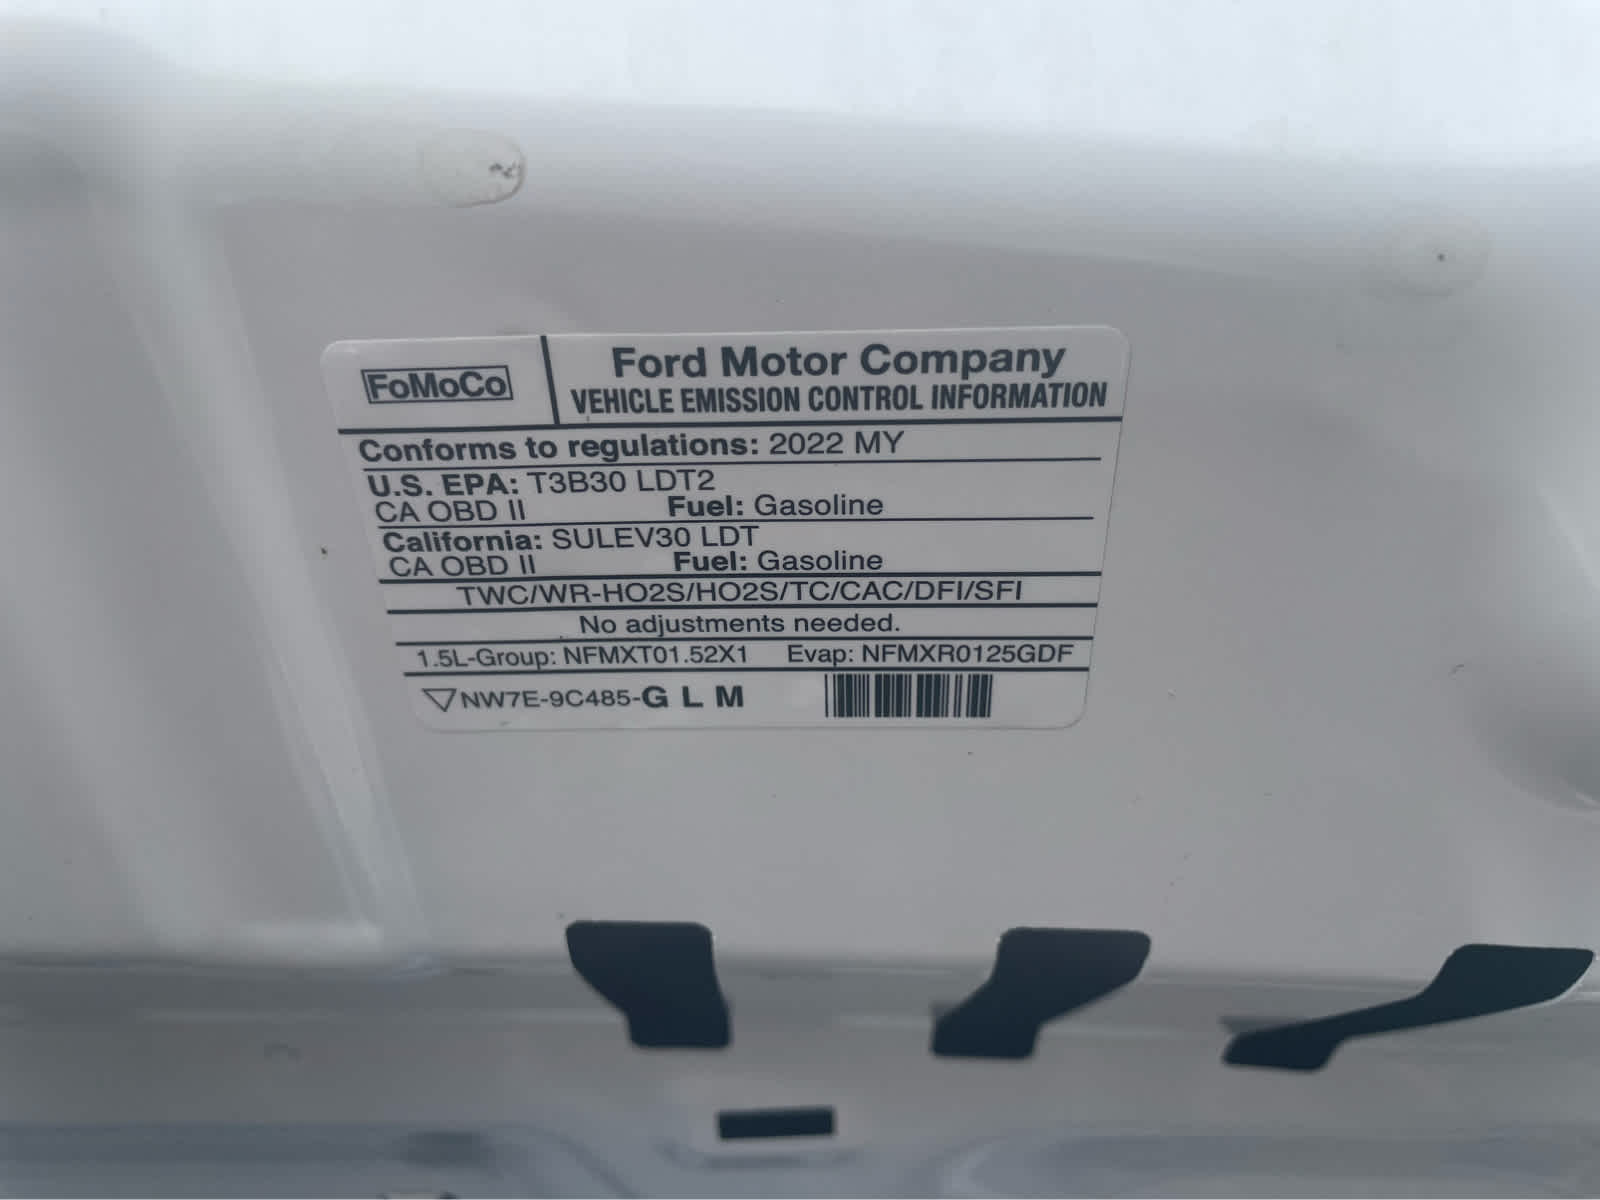 FoMoCo
Ford Motor Company
VEHICLE EMISSION CONTROL INFORMATION
Conforms to regulations: 2022 MY
U.S. EPA: T3B30 LDT2
CA OBD II Fuel: Gasoline
California: SULEV30 LDT
CA OBD II Fuel: Gasoline
TWC/WR-HO2S/HO2S/TC/CAC/DFI/SFI
No adjustments needed.
1.5L-Group: NFMXT01.52X1 Evap: NFMXR0125GDF
NW7E-9C485-G L M